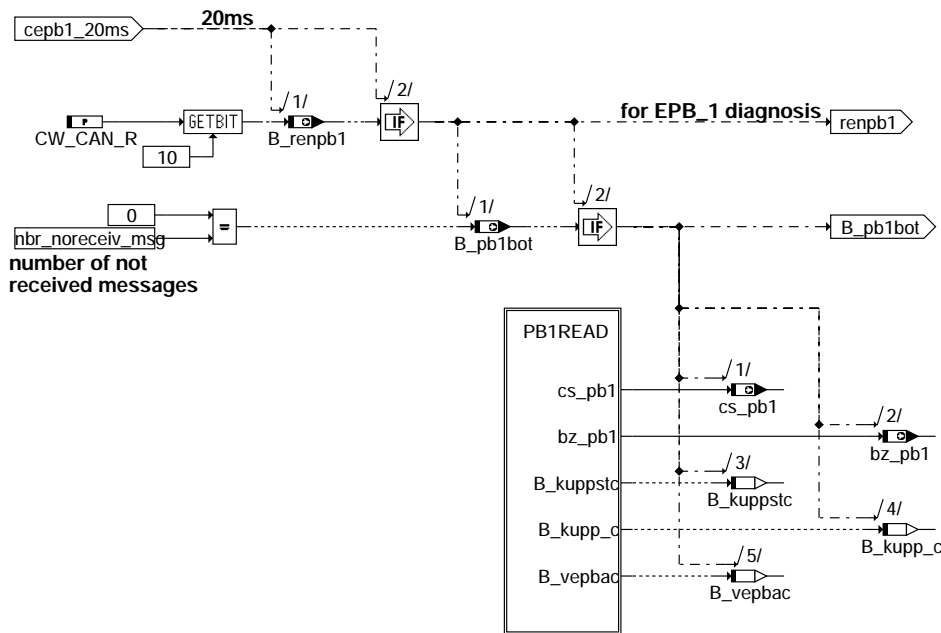 cepb1_20ms
20ms
/2/
/1/
P
GETBIT
IF
for EPB_1 diagnosis
renpb1
CW_CAN_R
B_renpb1
10
/1/
/2/
0
=
IF
B_pb1bot
nbr_noreceiv_msg
B_pb1bot
number of not
received messages
PB1READ
/1/
cs_pb1
cs_pb1
/2/
bz_pb1
bz_pb1
/3/
B_kuppstc
B_kuppstc
/4/
B_kupp_c
B_kupp_c
/5/
B_vepbac
B_vepbac